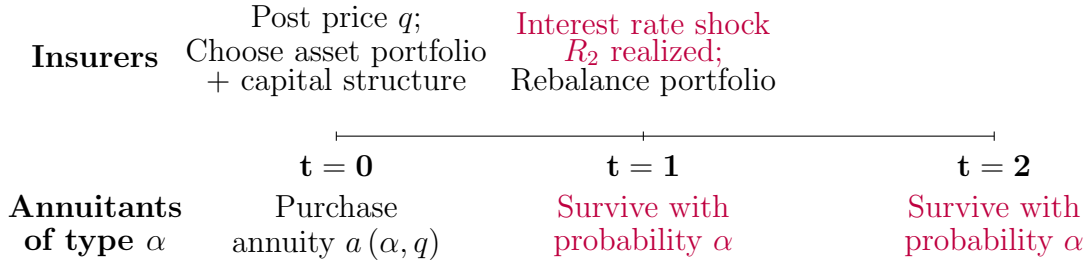 Insurers
Post price q;
Choose asset portfolio
+ capital structure
Interest rate shock
R₂ realized;
Rebalance portfolio
t = 0
t = 1
t = 2
Annuitants
of type α
Purchase
annuity a (α, q)
Survive with
probability α
Survive with
probability α